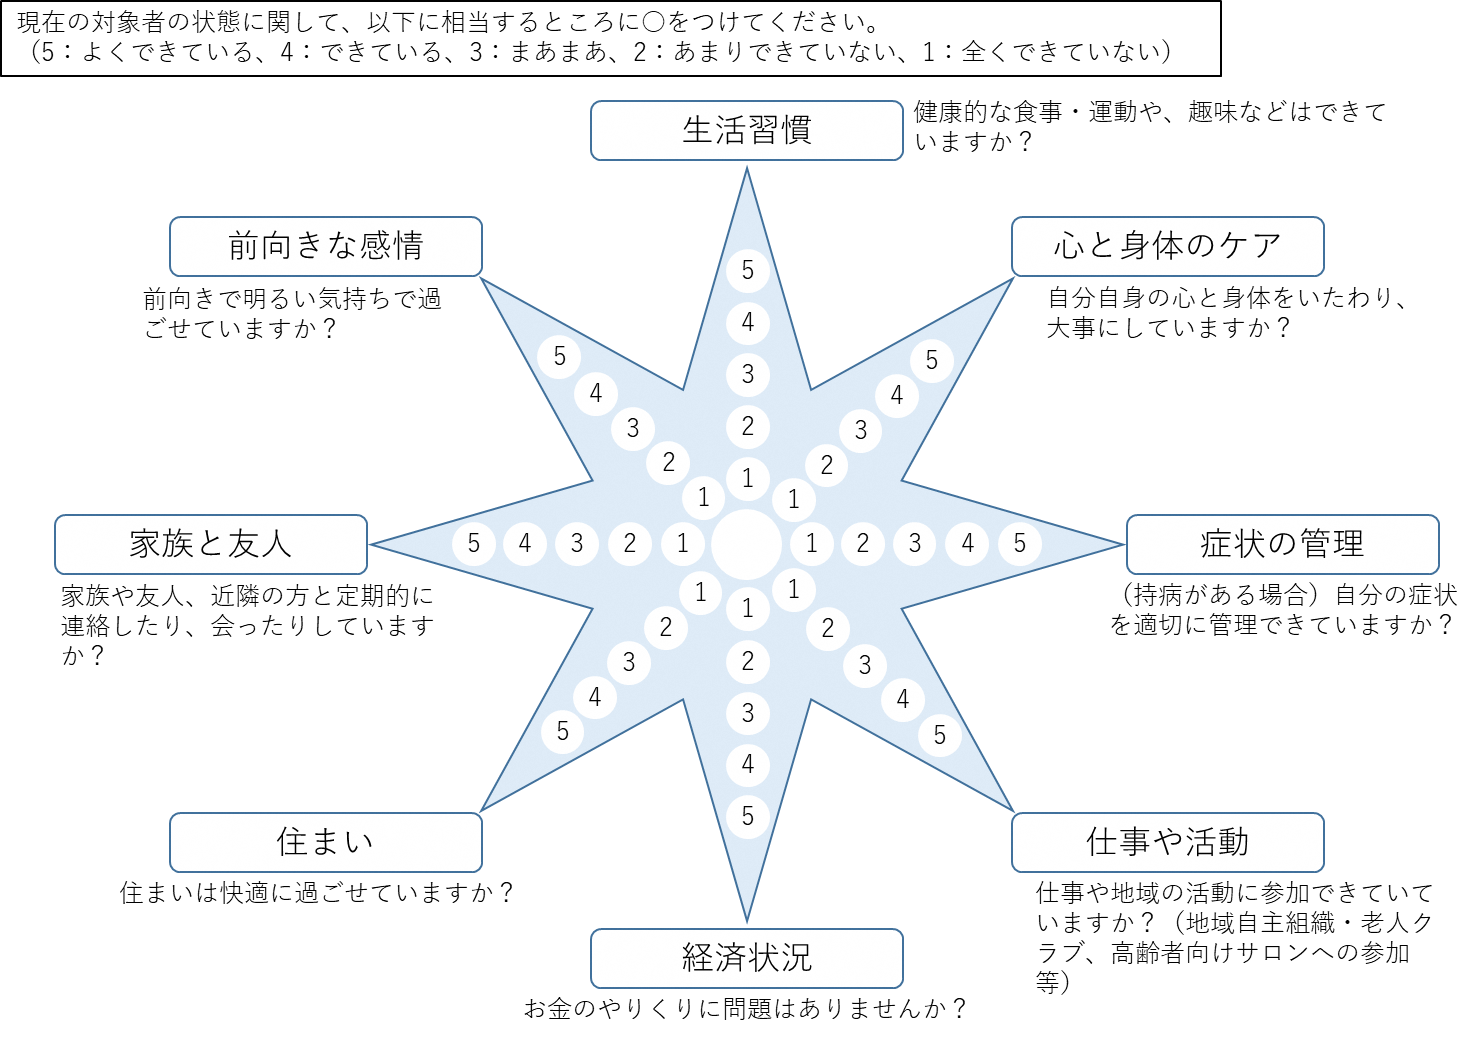 現在の対象者の状態に関して、以下に相当するところに○をつけてください。
（5：よくできている、4：できている、3：まあまあ、2：あまりできていない、1：全くできていない）
生活習慣
健康的な食事・運動や、趣味などはできて
いますか？
前向きな感情
前向きで明るい気持ちで過
ごせていますか？
心と身体のケア
自分自身の心と身体をいたわり、
大事にしていますか？
5
4
3
2
1
5
4
3
2
1
5
4
3
2
1
家族と友人
家族や友人、近隣の方と定期的に
連絡したり、会ったりしています
か？
5 4 3 2 1
1 2 3 4 5
症状の管理
（持病がある場合）自分の症状
を適切に管理できていますか？
1
2
3
4
5
1
2
3
4
5
1
2
3
4
5
住まい
住まいは快適に過ごせていますか？
経済状況
お金のやりくりに問題はありませんか？
仕事や活動
仕事や地域の活動に参加できていて
いますか？（地域自主組織・老人ク
ラブ、高齢者向けサロンへの参加
等）